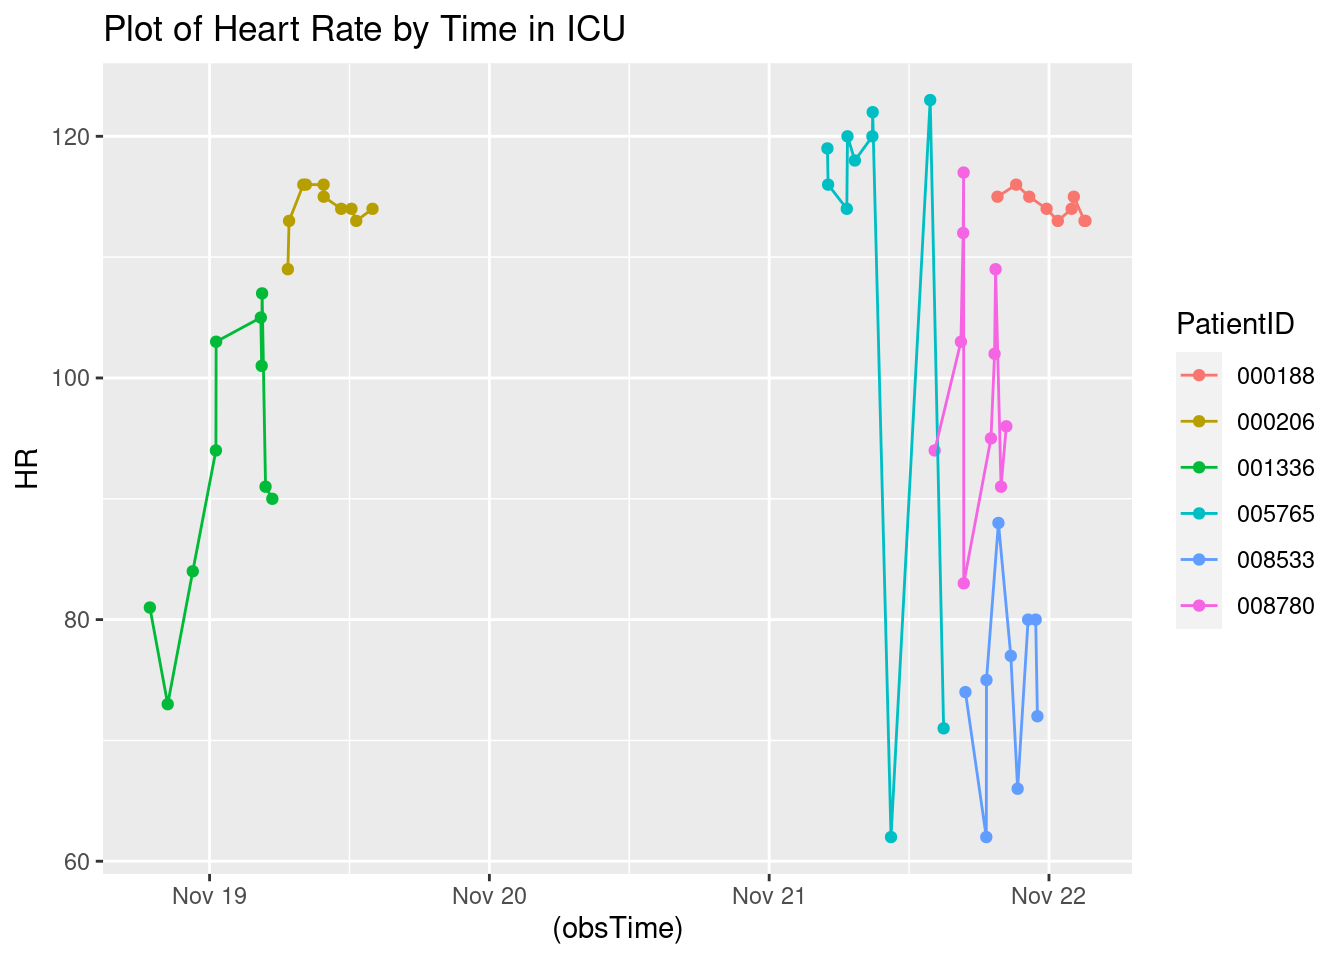 Plot of Heart Rate by Time in ICU
120
100
80
60
HR
Nov 19
Nov 20
Nov 21
Nov 22
(obsTime)
PatientID
000188
000206
001336
005765
008533
008780